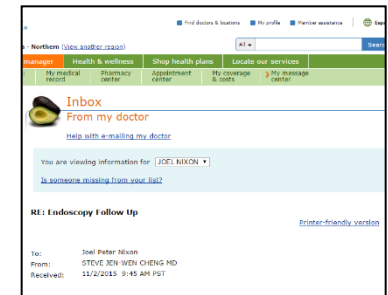 Find doctors & locations My profile Member assistance
- Northern (View another region) All
manager Health & wellness Shop health plans Locate our services
My medical record Pharmacy center Appointment center My coverage & costs My message center
Inbox
From my doctor
Help with e-mailing my doctor
You are viewing information for JOEL NIXON
Is someone missing from your list?
RE: Endoscopy Follow Up
Printer-friendly version
To: Joel Peter Nixon
From: STEVE JEN-WEN CHENG MD
Received: 11/2/2015 9:45 AM PST